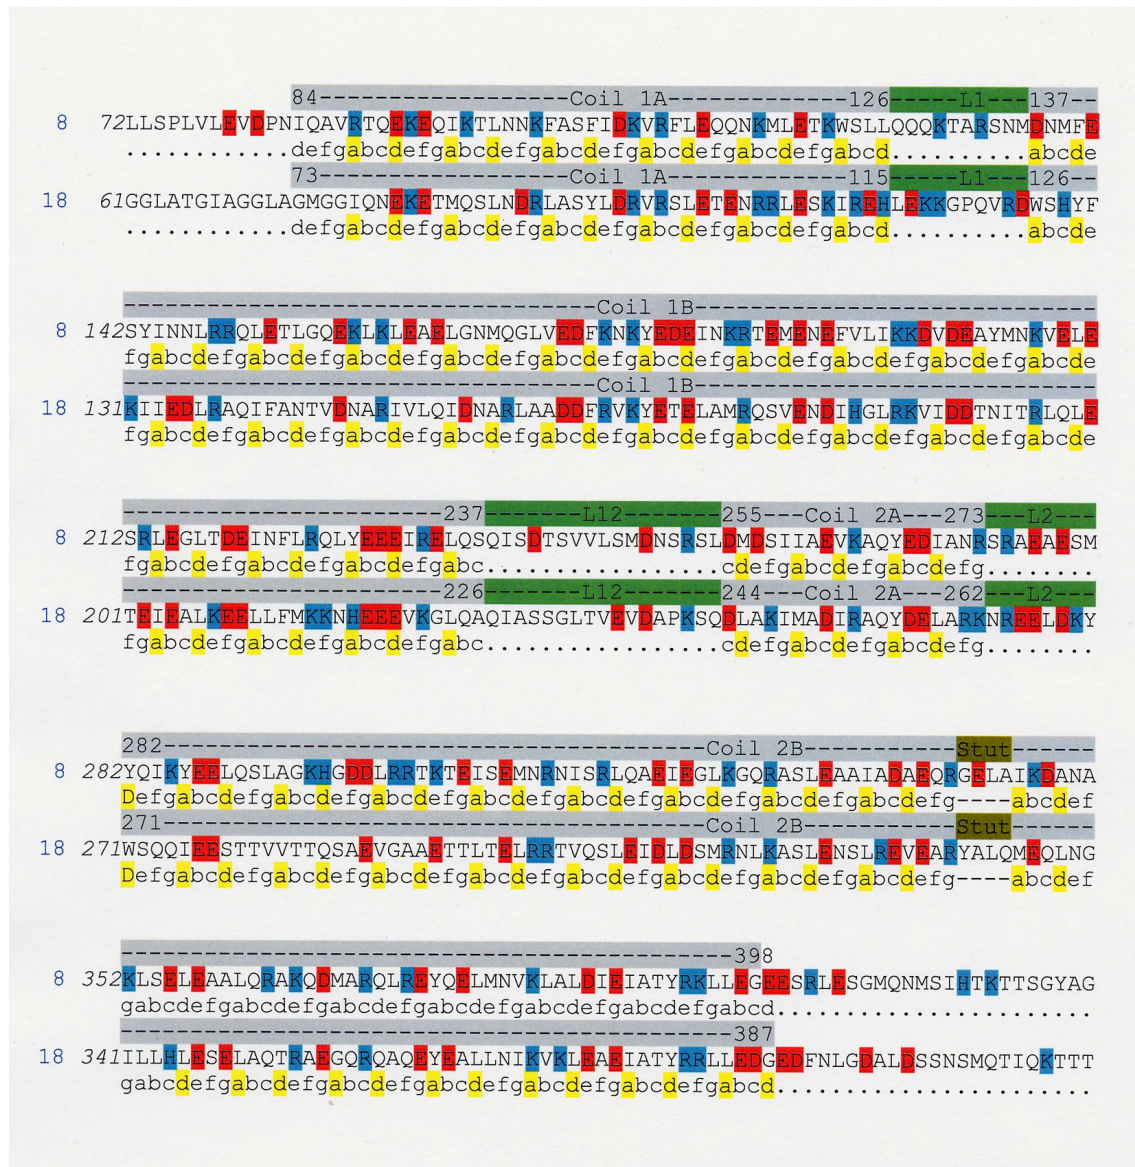 84------------------Coil 1A-------------126-----L1---137--
8 72LLSPLVLEVDPNIQAVRTQEKEQIKTLNNKFASFIDKVRFLEQQNKMLETKWSLLQQQKTARSNMDNMFE
............defgabcdefgabcdefgabcdefgabcdefgabcdefgabcd..........abcde
73------------------Coil 1A-------------115-----L1---126--
18 61GGLATGIAGGLAGMGGIQNEKETMQSLNDRLASYLDRVRSLETENRRLESKIREHLEKKGPQVRDWSHYF
............defgabcdefgabcdefgabcdefgabcdefgabcdefgabcd..........abcde
----------------------------------Coil 1B-----------------------------
8 142SYINNLRRQLETLGQEKLKLEAELGNMQGLVEDFKNKYEDEINKRTEMENEFVLIKKDVDEAYMNKVELE
fgabcdefgabcdefgabcdefgabcdefgabcdefgabcdefgabcdefgabcdefgabcdefgabcde
----------------------------------Coil 1B-----------------------------
18 131KIIEDLRAQIFANTVDNARIVLQIDNARLAADDFRVKYETELAMRQSVENDIHGLRKVIDDTNITRLQLE
fgabcdefgabcdefgabcdefgabcdefgabcdefgabcdefgabcdefgabcdefgabcdefgabcde
-----------------------237-------L12-------255---Coil 2A---273---L2---
8 212SRLEGLTDEINFLRQLYEEEIRELQSQISDTSVVLSMDNSRSLDMDSIIAEVKAQYEDIANRSRAEAESM
fgabcdefgabcdefgabcdefgabc.................cdefgabcdefgabcdefg........
-----------------------226-------L12-------244---Coil 2A---262---L2---
18 201TEIEALKEELLFMKKNHEEEVKGLQAQIASSGLTVEVDAPKSQDLAKIMADIRAQYDELARKNREELDKY
fgabcdefgabcdefgabcdefgabc.................cdefgabcdefgabcdefg........
282---------------------------------------Coil 2B-----------Stut------
8 282YQIKYEELQSLAGKHGDDLRRTKTEISEMNRNISRLQAEIEGLKGQRASLEAAIADAEQRGELAIKDANA
Defgabcdefgabcdefgabcdefgabcdefgabcdefgabcdefgabcdefgabcdefg----abcdef
271---------------------------------------Coil 2B-----------Stut------
18 271WSQQIEESTTVVTTQSAEVGAAETTLTELRRTVQSLEIDLDSMRNLKASLENSLREVEARYALQMEQLNG
Defgabcdefgabcdefgabcdefgabcdefgabcdefgabcdefgabcdefgabcdefg----abcdef
--------------------------------------------398
8 352KLSELEAALQRAKQDMARQLREYQELMNVKLALDIEIATYRKLLEGEESRLESGMQNMSIHTKTTSGYAG
gabcdefgabcdefgabcdefgabcdefgabcdefgabcdefgabcd.......................
--------------------------------------------387
18 341ILLHLESELAQTRAEGQRQAQEYEALLNIKVKLEAEIATYRRLLEDGEDFNLGDALDSSNSMQTIQKTTT
gabcdefgabcdefgabcdefgabcdefgabcdefgabcdefgabcd.......................